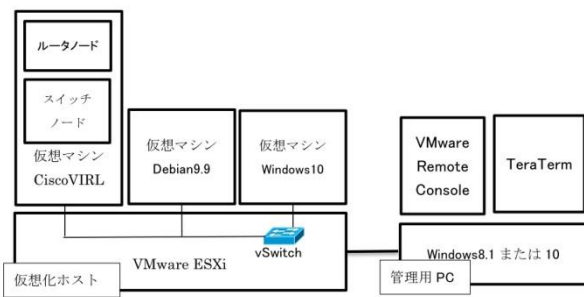 ルータノード
スイッチ
ノード
仮想マシン
CiscoVIRL
仮想マシン
Debian9.9
仮想マシン
Windows10
VMware
Remote
Console
TeraTerm
vSwitch
VMware ESXi
仮想化ホスト
Windows8.1 または 10
管理用 PC